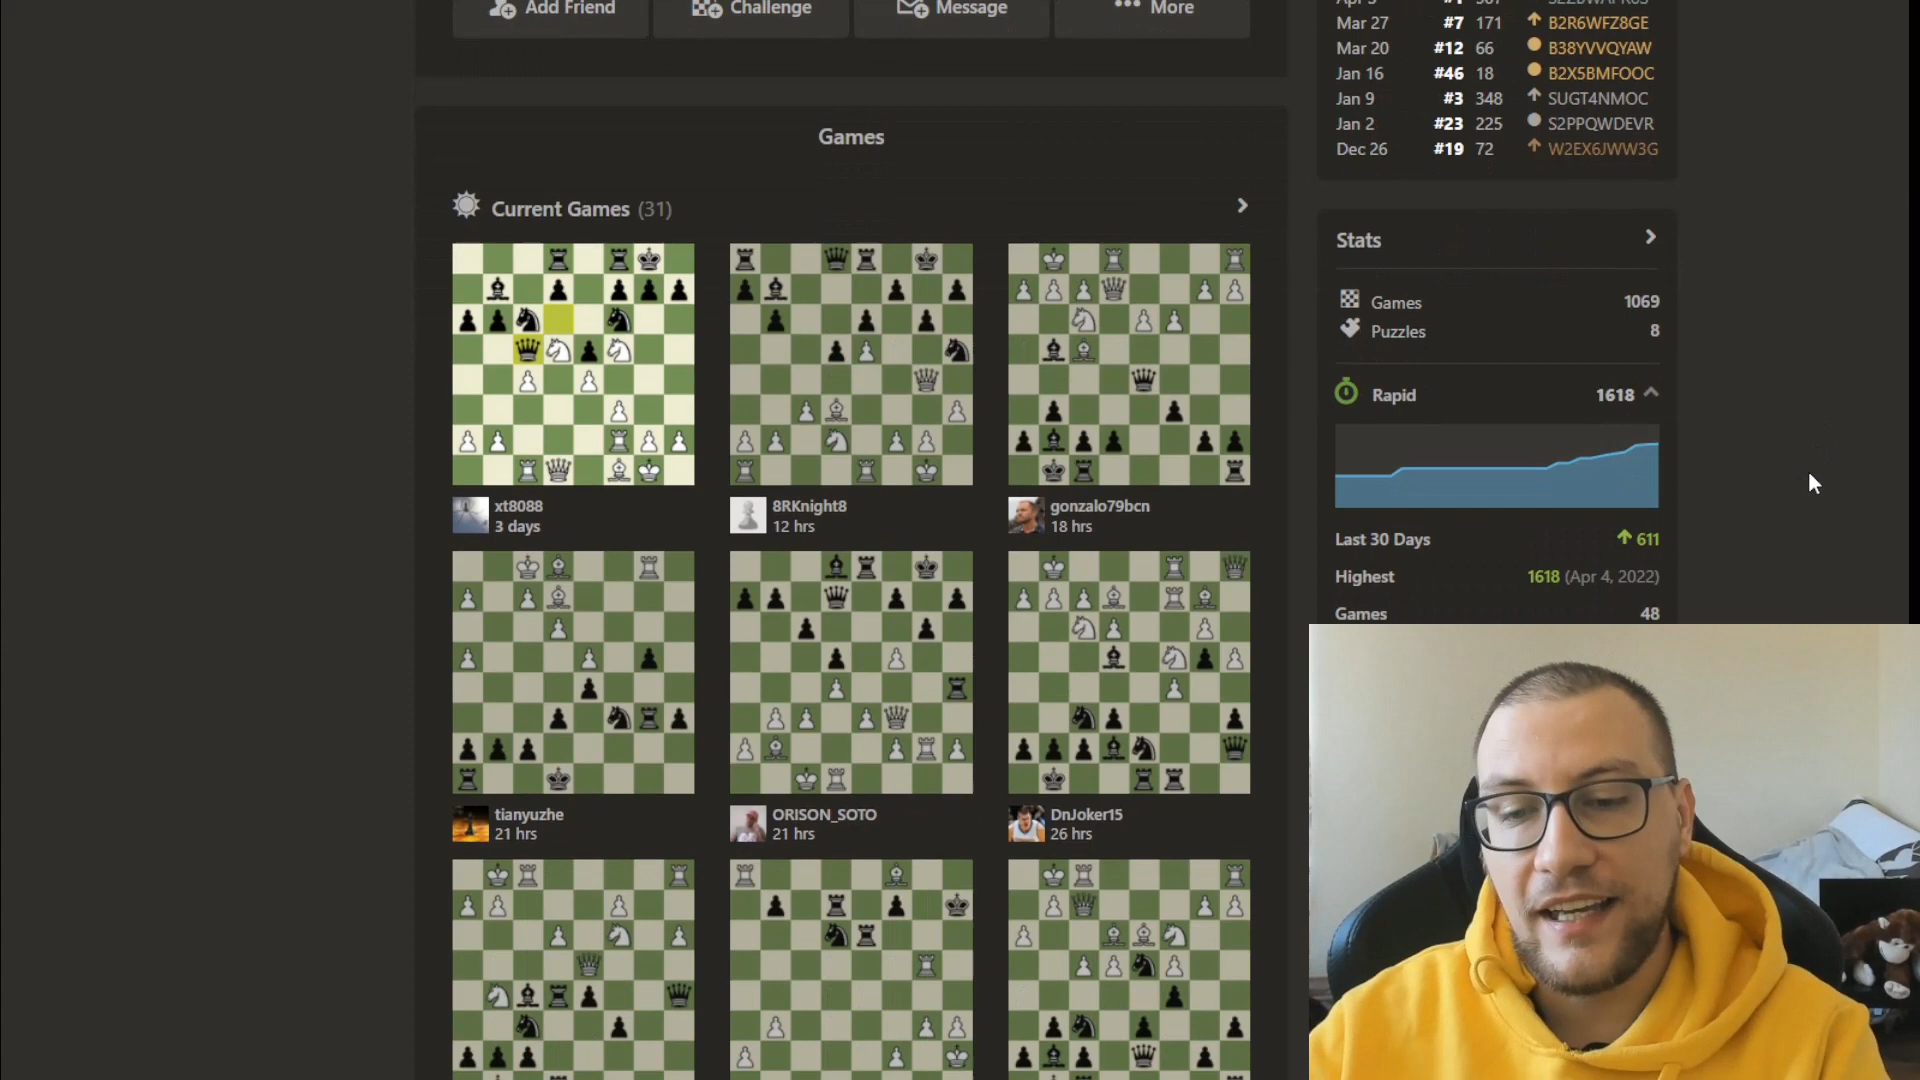 Add Friend
Challenge
Message
More
Mar 27 #7 171 B2R6WFZ8GE
Mar 20 #12 66 B38YVVQYAW
Jan 16 #46 18 B2X5BMFOOC
Jan 9 #3 348 SUGT4NMOC
Jan 2 #23 225 S2PPQWDEVR
Dec 26 #19 72 W2EX6JWW3G
Games
Current Games (31)
xt8088
3 days
8RKnight8
12 hrs
gonzalo79bcn
18 hrs
tianyuzhe
21 hrs
ORISON_SOTO
21 hrs
DnJoker15
26 hrs
Stats
Games 1069
Puzzles 8
Rapid 1618
Last 30 Days 611
Highest 1618 (Apr 4, 2022)
Games 48